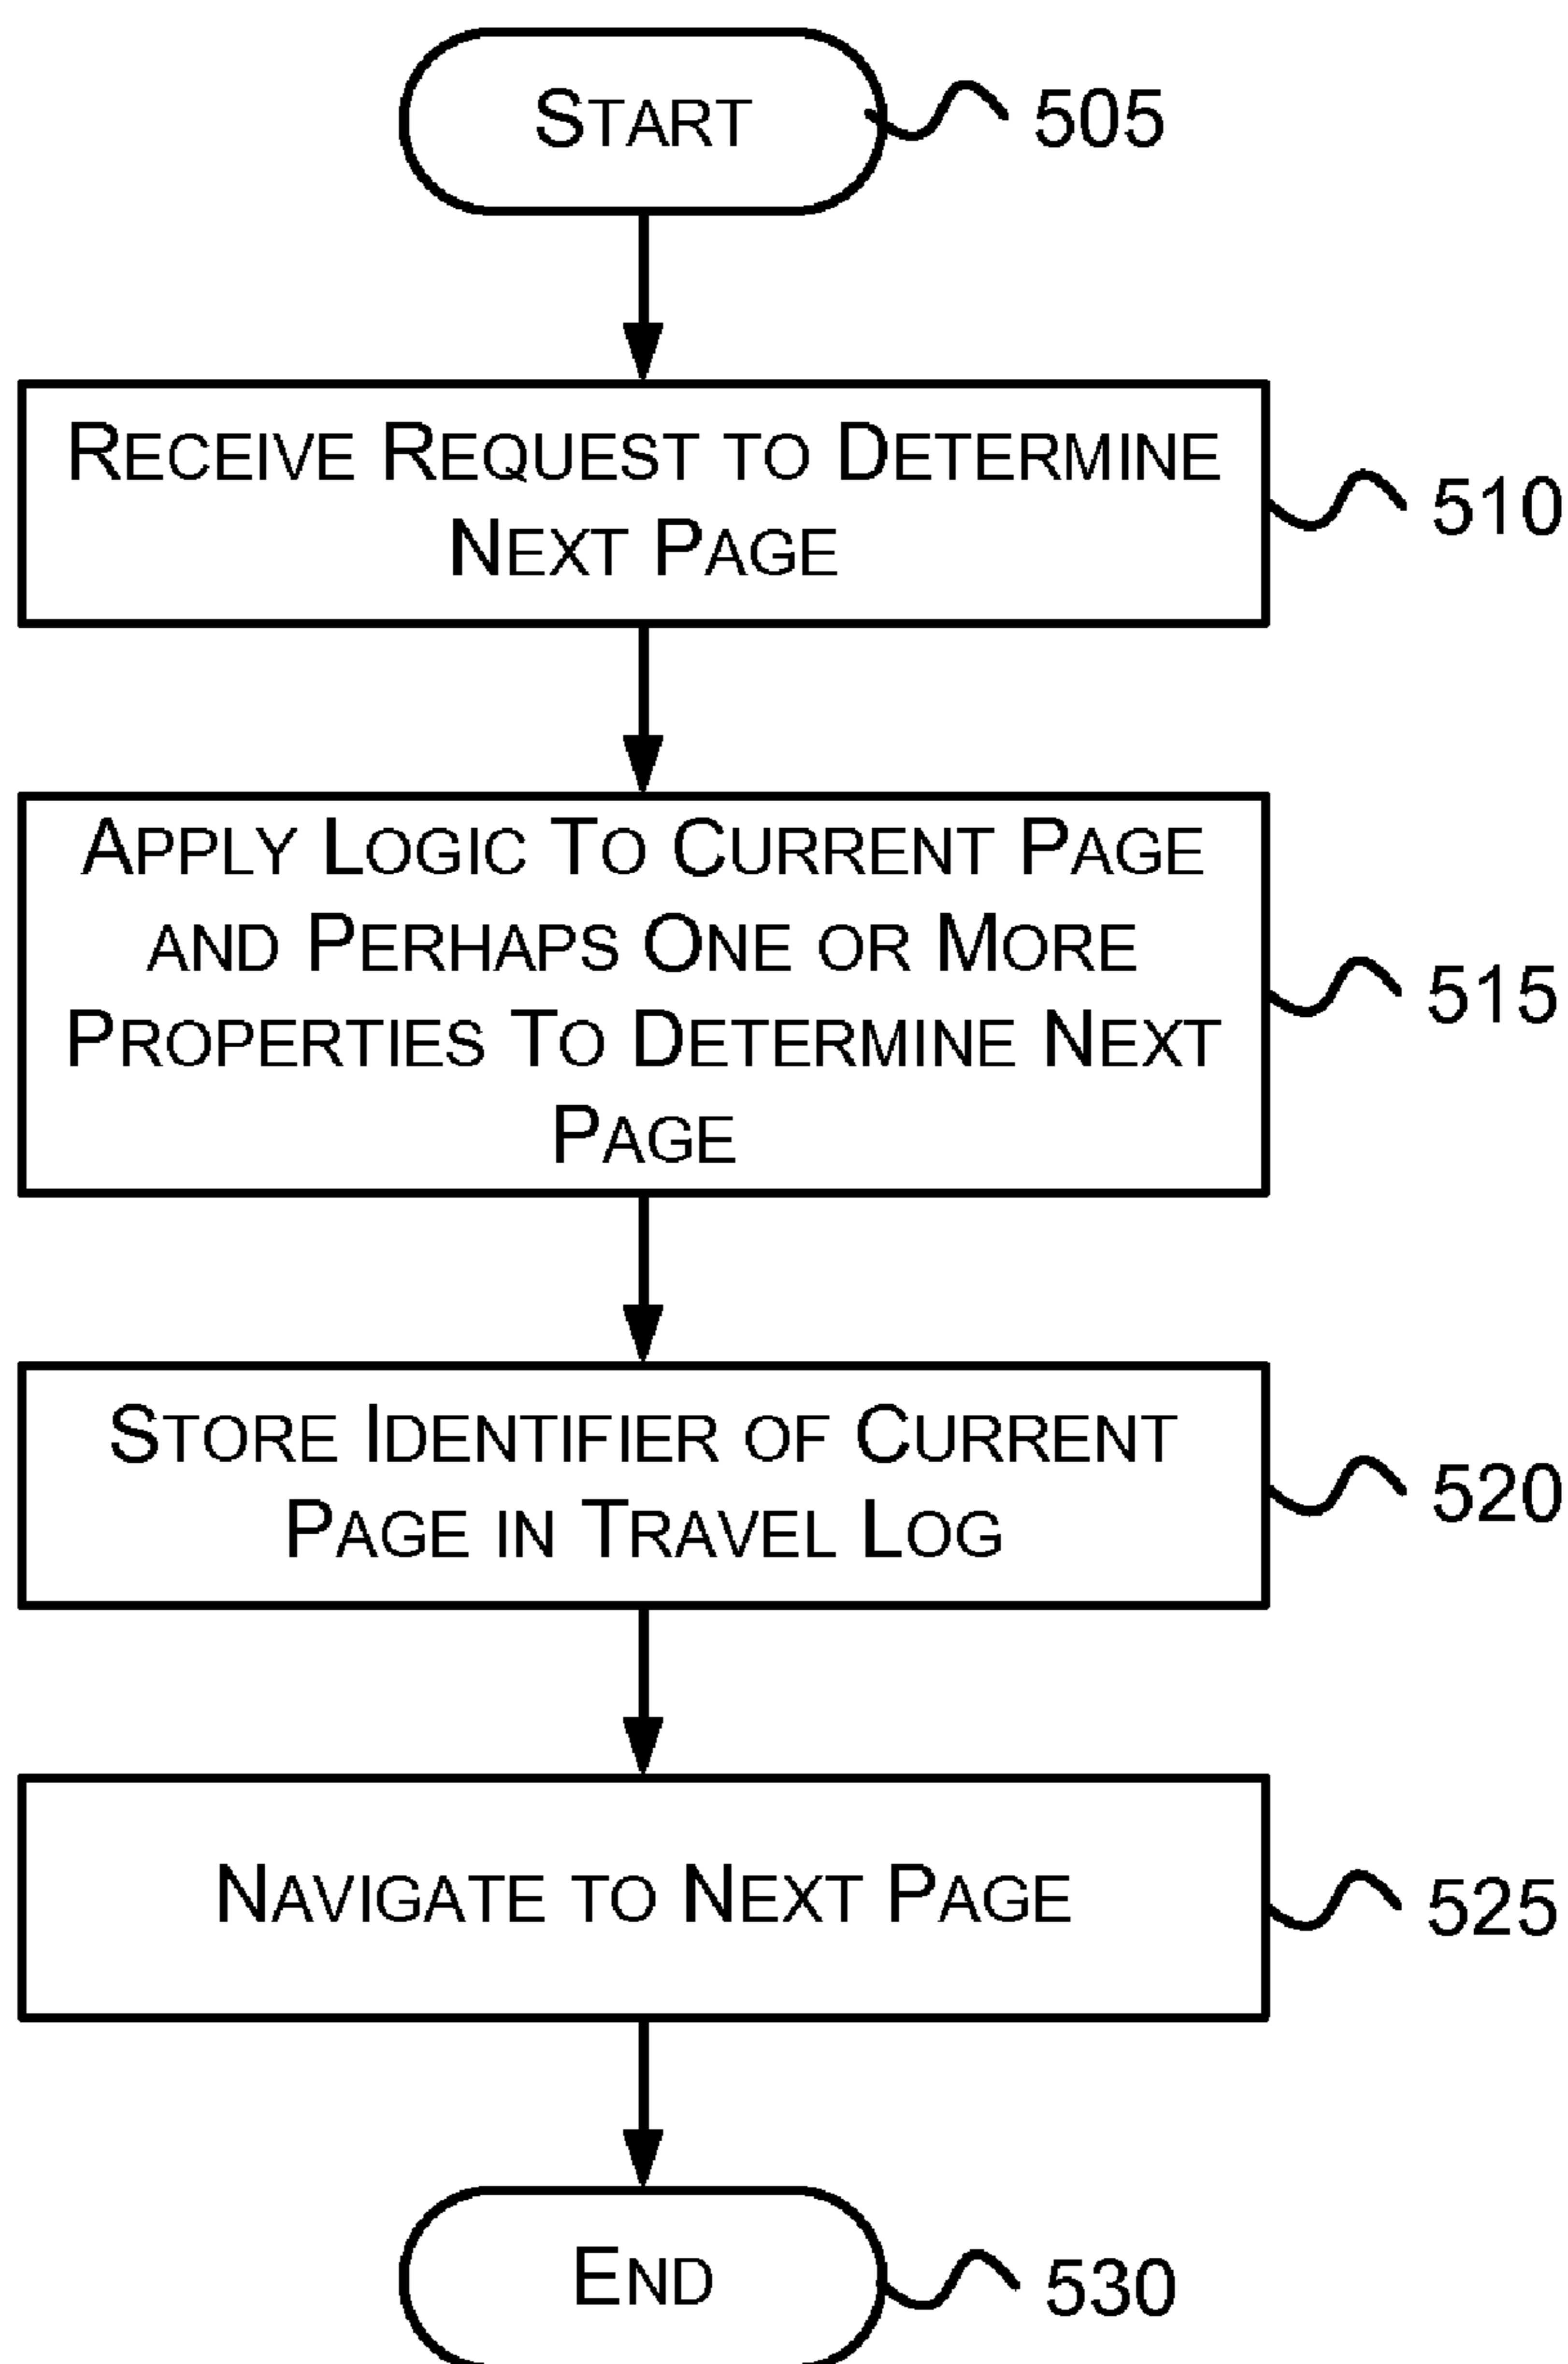 START
505
RECEIVE REQUEST TO DETERMINE
NEXT PAGE
510
APPLY LOGIC TO CURRENT PAGE
AND PERHAPS ONE OR MORE
PROPERTIES TO DETERMINE NEXT
PAGE
515
STORE IDENTIFIER OF CURRENT
PAGE IN TRAVEL LOG
520
NAVIGATE TO NEXT PAGE
525
END
530